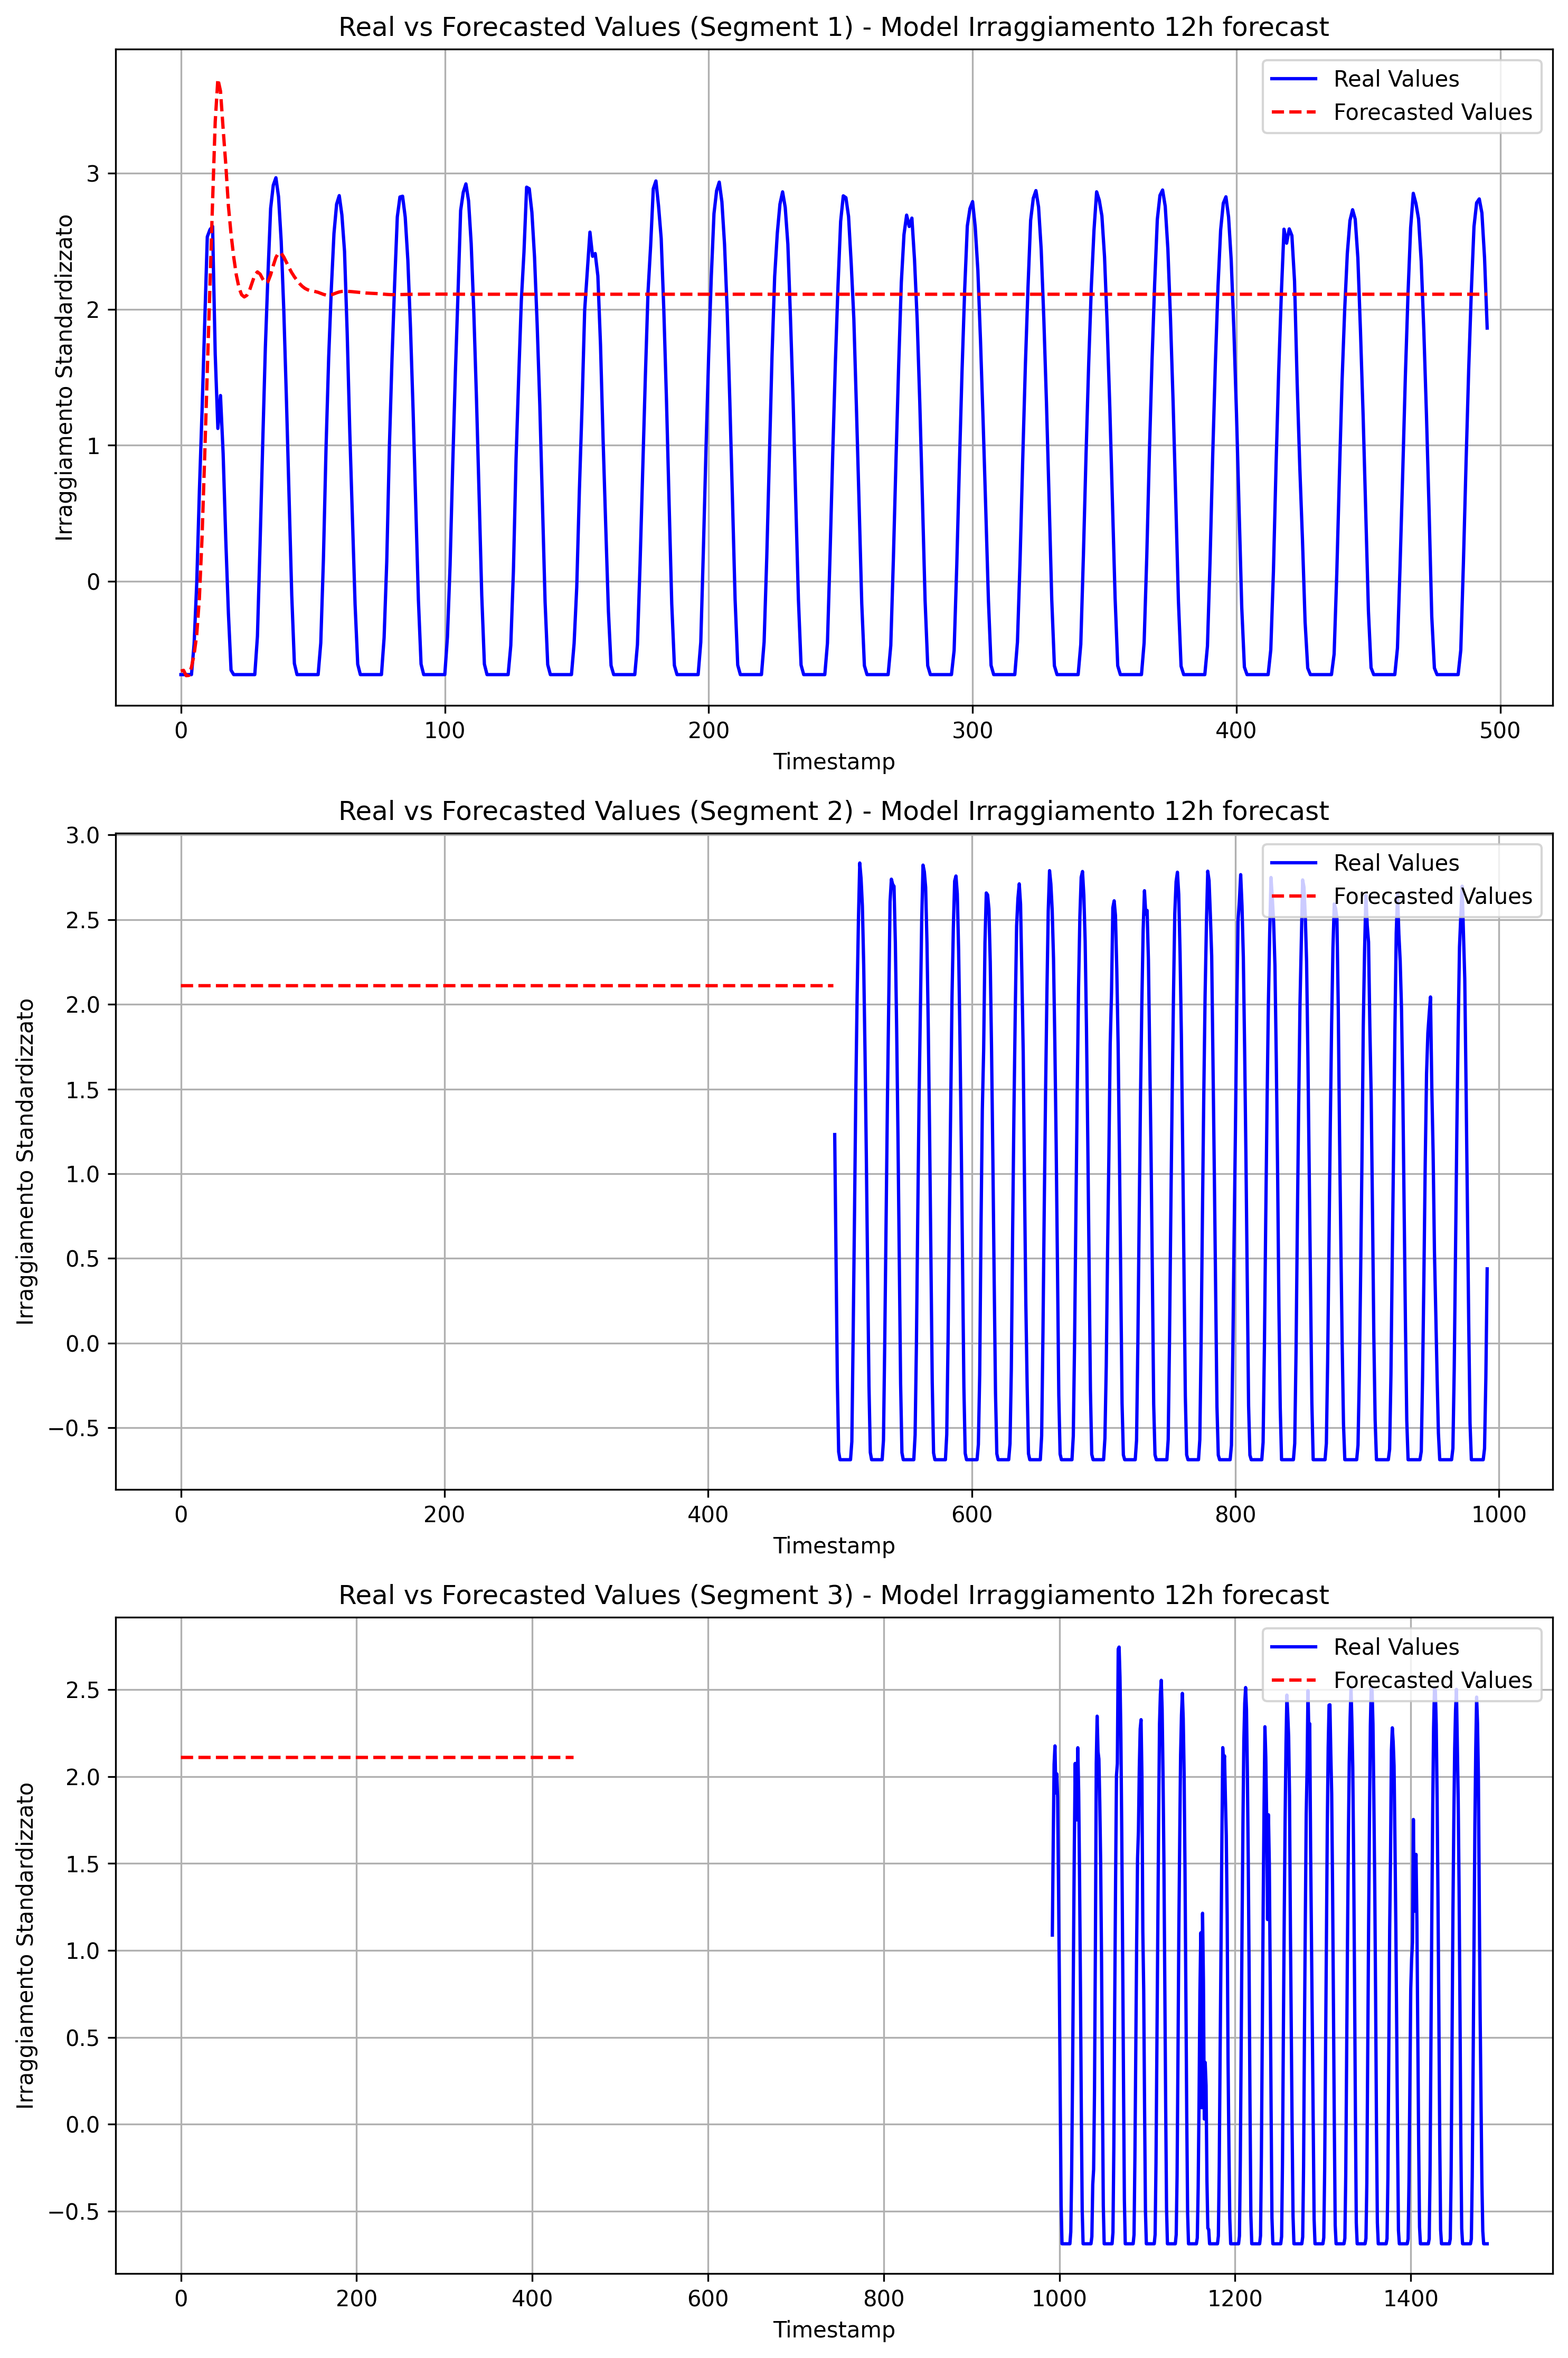 Real vs Forecasted Values (Segment 1) - Model Irraggiamento 12h forecast
Real Values
Forecasted Values
Irraggiamento Standardizzato
3
2
1
0
0 100 200 300 400 500
Timestamp
Real vs Forecasted Values (Segment 2) - Model Irraggiamento 12h forecast
Real Values
Forecasted Values
Irraggiamento Standardizzato
3.0
2.5
2.0
1.5
1.0
0.5
0.0
−0.5
0 200 400 600 800 1000
Timestamp
Real vs Forecasted Values (Segment 3) - Model Irraggiamento 12h forecast
Real Values
Forecasted Values
Irraggiamento Standardizzato
2.5
2.0
1.5
1.0
0.5
0.0
−0.5
0 200 400 600 800 1000 1200 1400
Timestamp